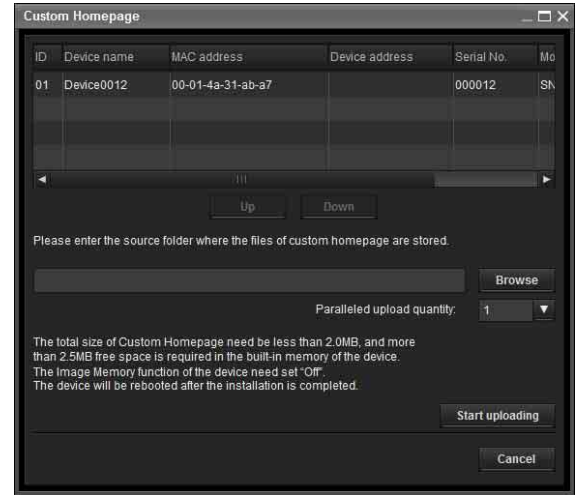 Custom Homepage
ID Device name MAC address Device address Serial No. Mo
01 Device0012 00-01-4a-31-ab-a7 000012 SN
Up Down
Please enter the source folder where the files of custom homepage are stored.
Browse
Paralleled upload quantity: 1
The total size of Custom Homepage need be less than 2.0MB, and more
than 2.5MB free space is required in the built-in memory of the device.
The Image Memory function of the device need set “Off”.
The device will be rebooted after the installation is completed.
Start uploading
Cancel